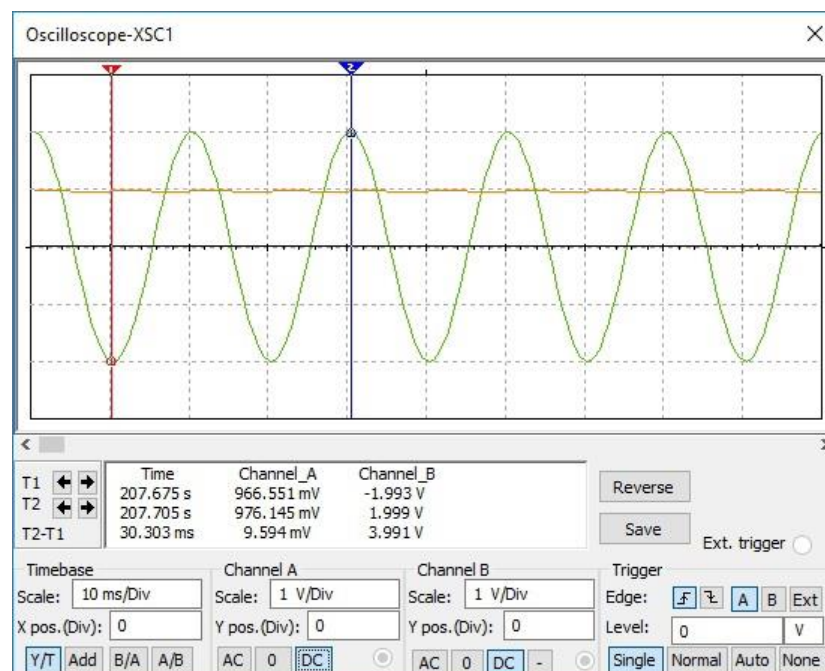 Oscilloscope-XSC1
1 2
Time Channel_A Channel_B
T1 207.675 s 966.551 mV -1.993 V
T2 207.705 s 976.145 mV 1.999 V
T2-T1 30.303 ms 9.594 mV 3.991 V
Reverse
Save
Ext. trigger
Timebase Channel A Channel B Trigger
Scale: 10 ms/Div Scale: 1 V/Div Scale: 1 V/Div Edge: A B Ext
X pos.(Div): 0 Y pos.(Div): 0 Y pos.(Div): 0 Level: 0 V
Y/T Add B/A A/B AC 0 DC AC 0 DC - Single Normal Auto None